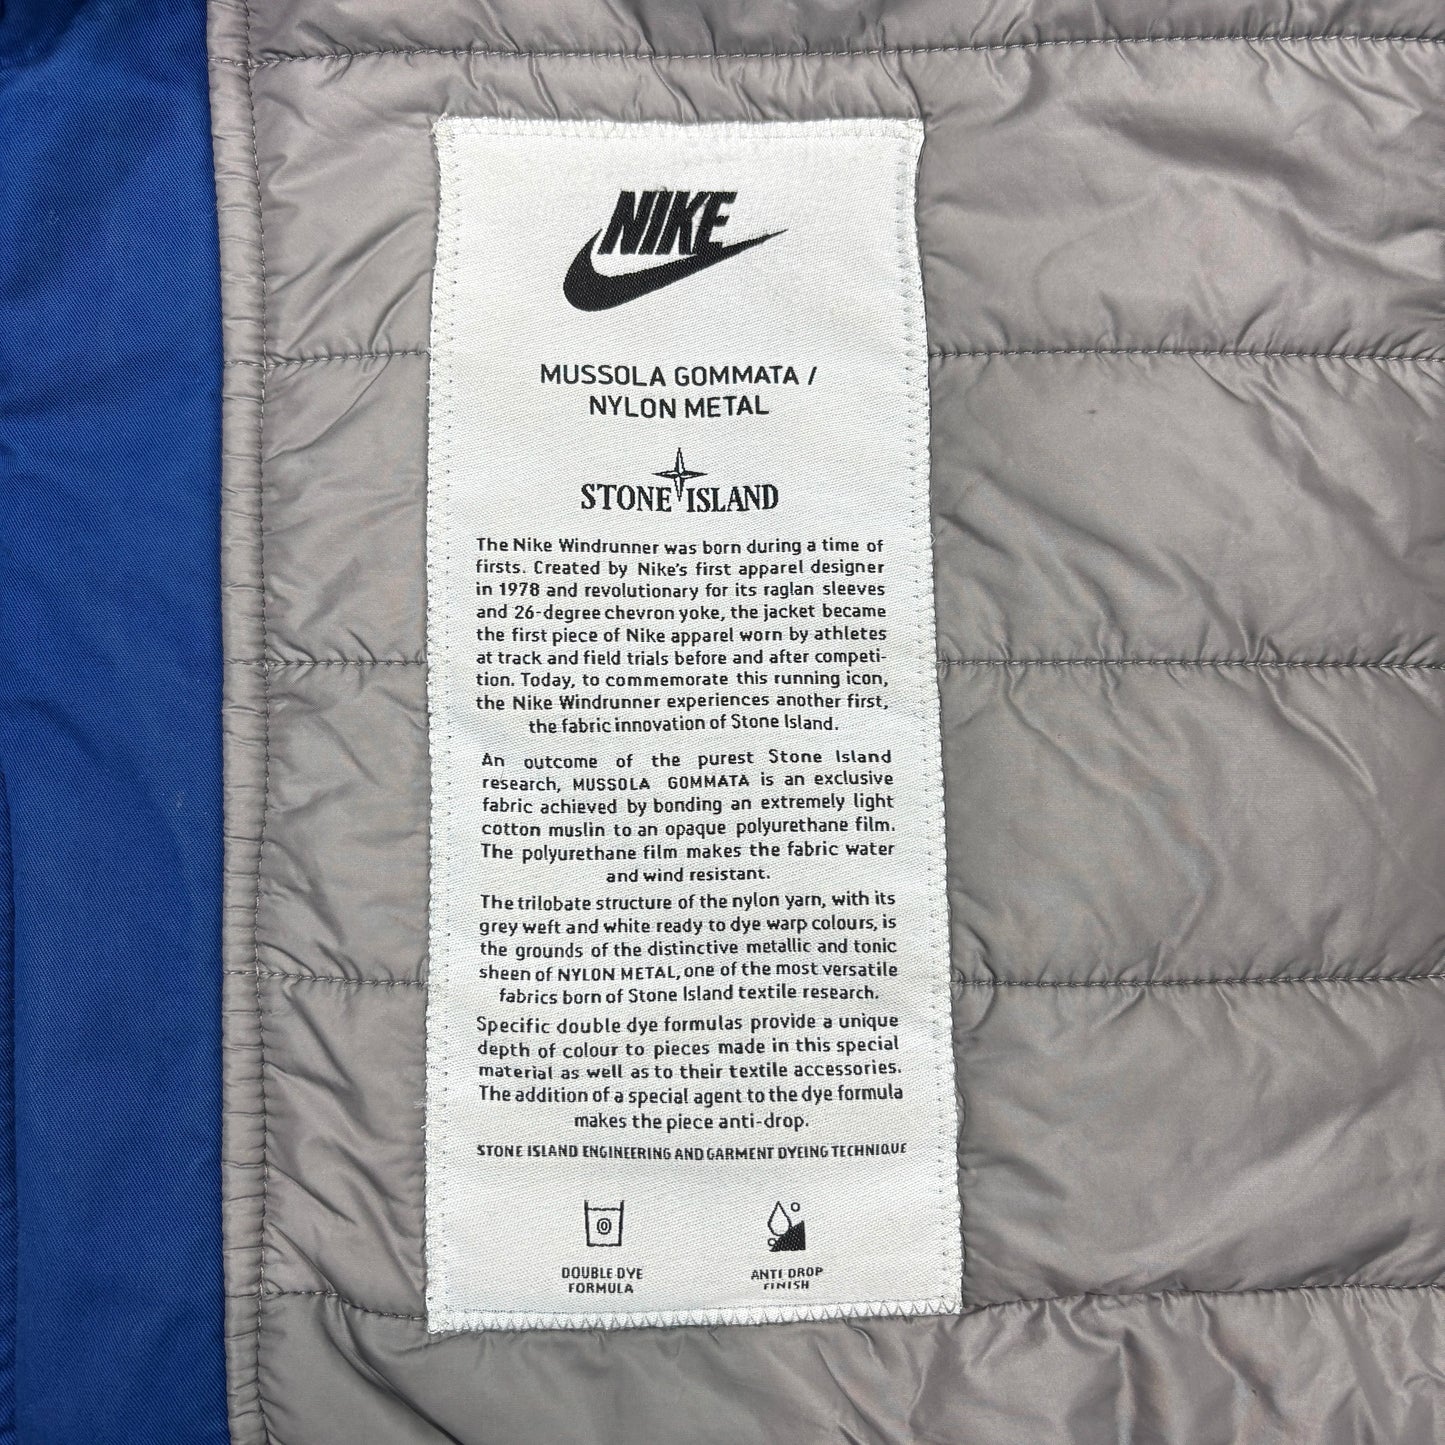 NIKE
MUSSOLA GOMMATA /
NYLON METAL
STONE ISLAND
The Nike Windrunner was born during a time of
firsts. Created by Nike's first apparel designer
in 1978 and revolutionary for its raglan sleeves
and 26-degree chevron yoke, the jacket became
the first piece of Nike apparel worn by athletes
at track and field trials before and after competi-
tion. Today, to commemorate this running icon,
the Nike Windrunner experiences another first,
the fabric innovation of Stone Island.
An outcome of the purest Stone Island
research, MUSSOLA GOMMATA is an exclusive
fabric achieved by bonding an extremely light
cotton muslin to an opaque polyurethane film.
The polyurethane film makes the fabric water
and wind resistant.
The trilobate structure of the nylon yarn, with its
grey weft and white ready to dye warp colours, is
the grounds of the distinctive metallic and tonic
sheen of NYLON METAL, one of the most versatile
fabrics born of Stone Island textile research.
Specific double dye formulas provide a unique
depth of colour to pieces made in this special
material as well as to their textile accessories.
The addition of a special agent to the dye formula
makes the piece anti-drop.
STONE ISLAND ENGINEERING AND GARMENT DYEING TECHNIQUE
DOUBLE DYE
FORMULA
ANTI DROP
FINISH